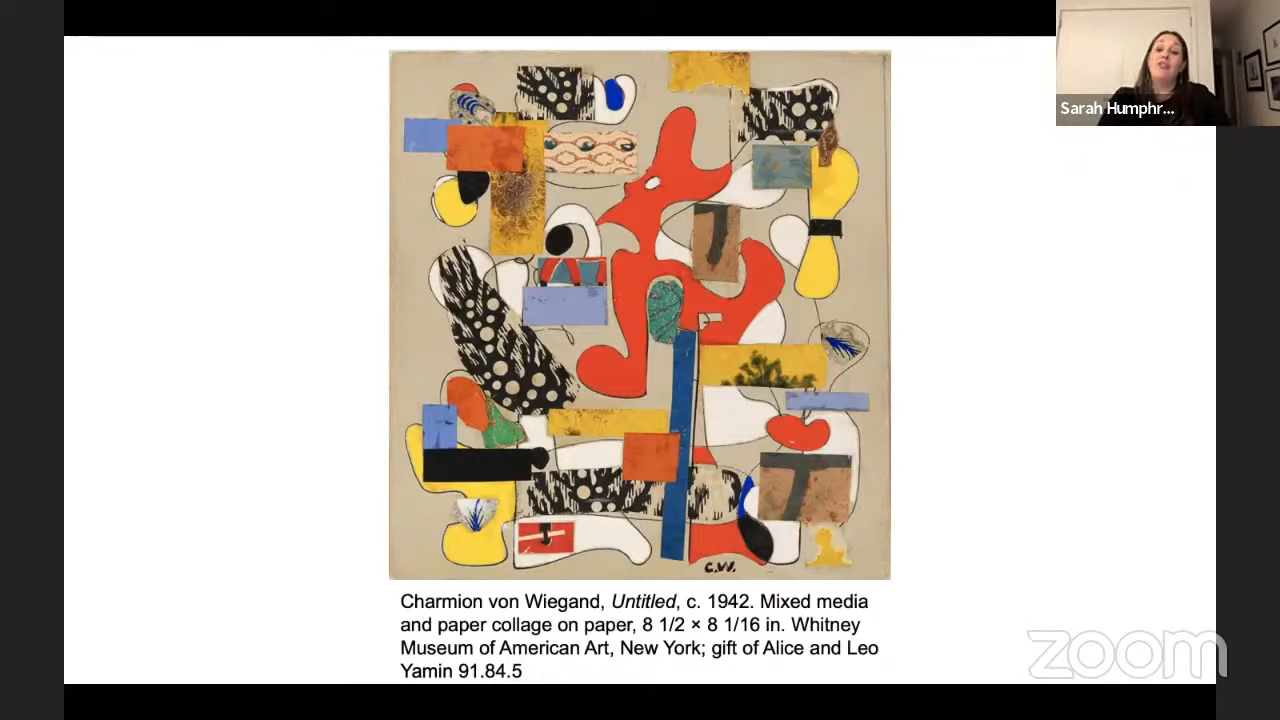 Sarah Humphr...
C.W.
Charmion von Wiegand, Untitled, c. 1942. Mixed media
and paper collage on paper, 8 1/2 × 8 1/16 in. Whitney
Museum of American Art, New York; gift of Alice and Leo
Yamin 91.84.5
zoom